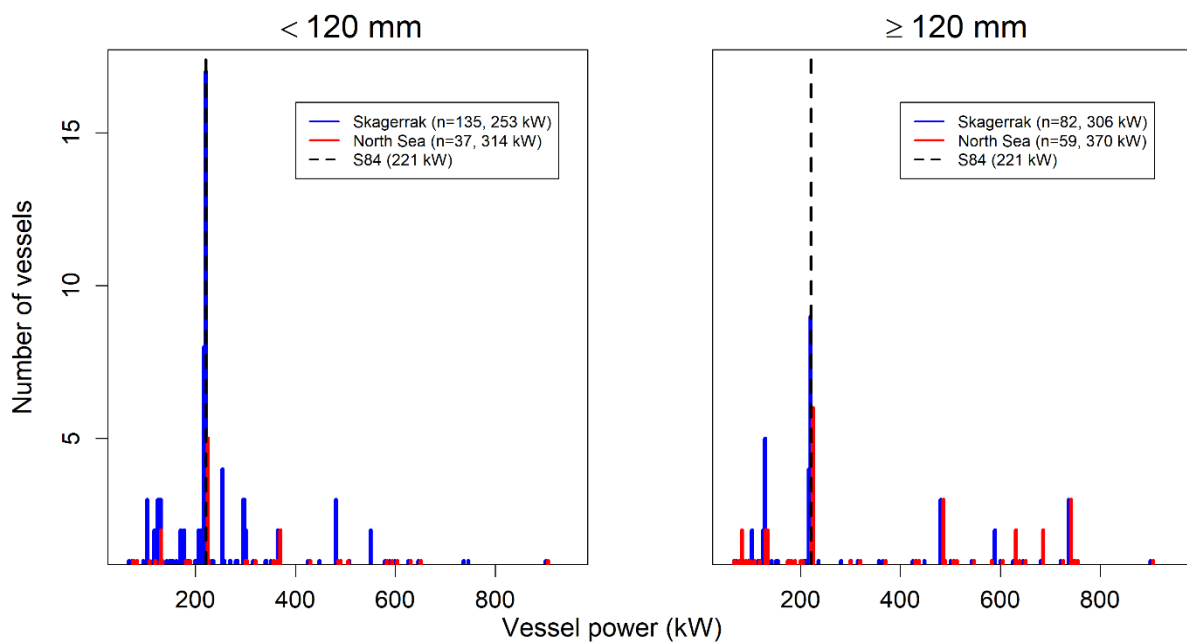 < 120 mm
≥ 120 mm
Skagerrak (n=135, 253 kW)
North Sea (n=37, 314 kW)
S84 (221 kW)
Skagerrak (n=82, 306 kW)
North Sea (n=59, 370 kW)
S84 (221 kW)
Number of vessels
15
10
5
200 400 600 800
200 400 600 800
Vessel power (kW)